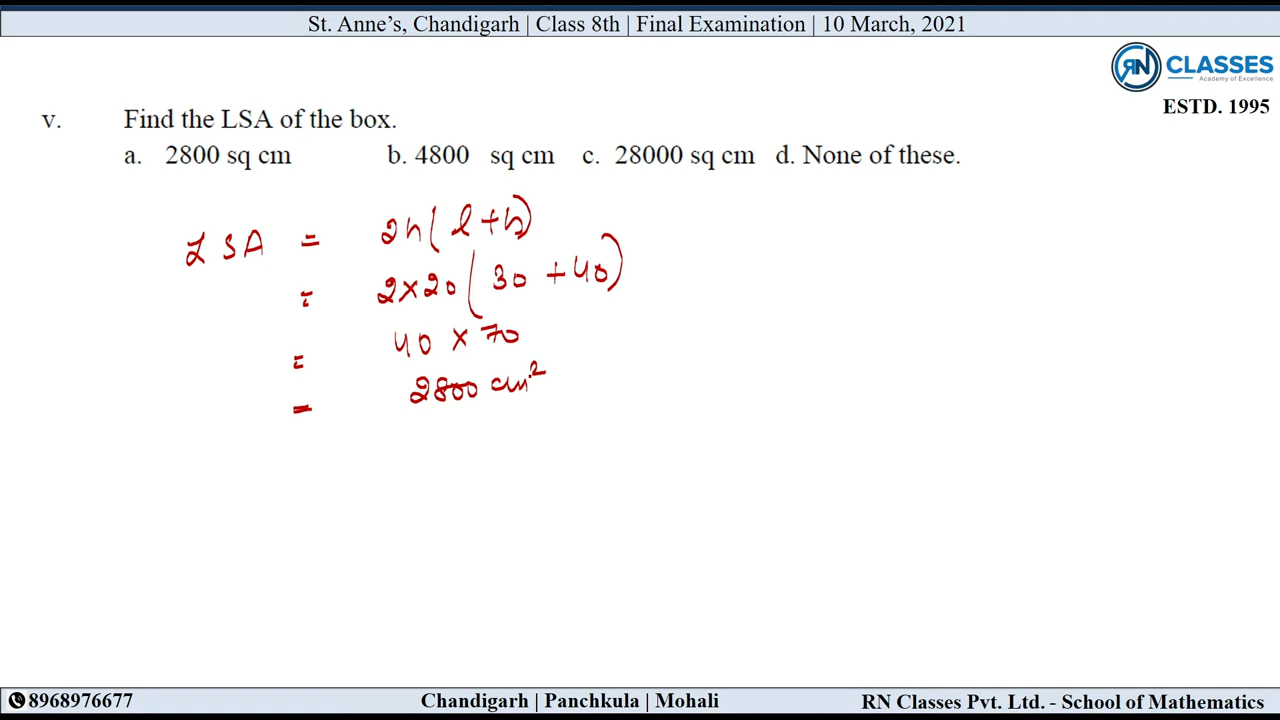 St. Anne's, Chandigarh | Class 8th | Final Examination | 10 March, 2021
RN CLASSES
Academy of Excellence
ESTD. 1995
v. Find the LSA of the box.
a. 2800 sq cm b. 4800 sq cm c. 28000 sq cm d. None of these.
LSA = 2h(l+b)
= 2×20(30+40)
= 40×70
= 2800 cm²
8968976677 Chandigarh | Panchkula | Mohali RN Classes Pvt. Ltd. - School of Mathematics